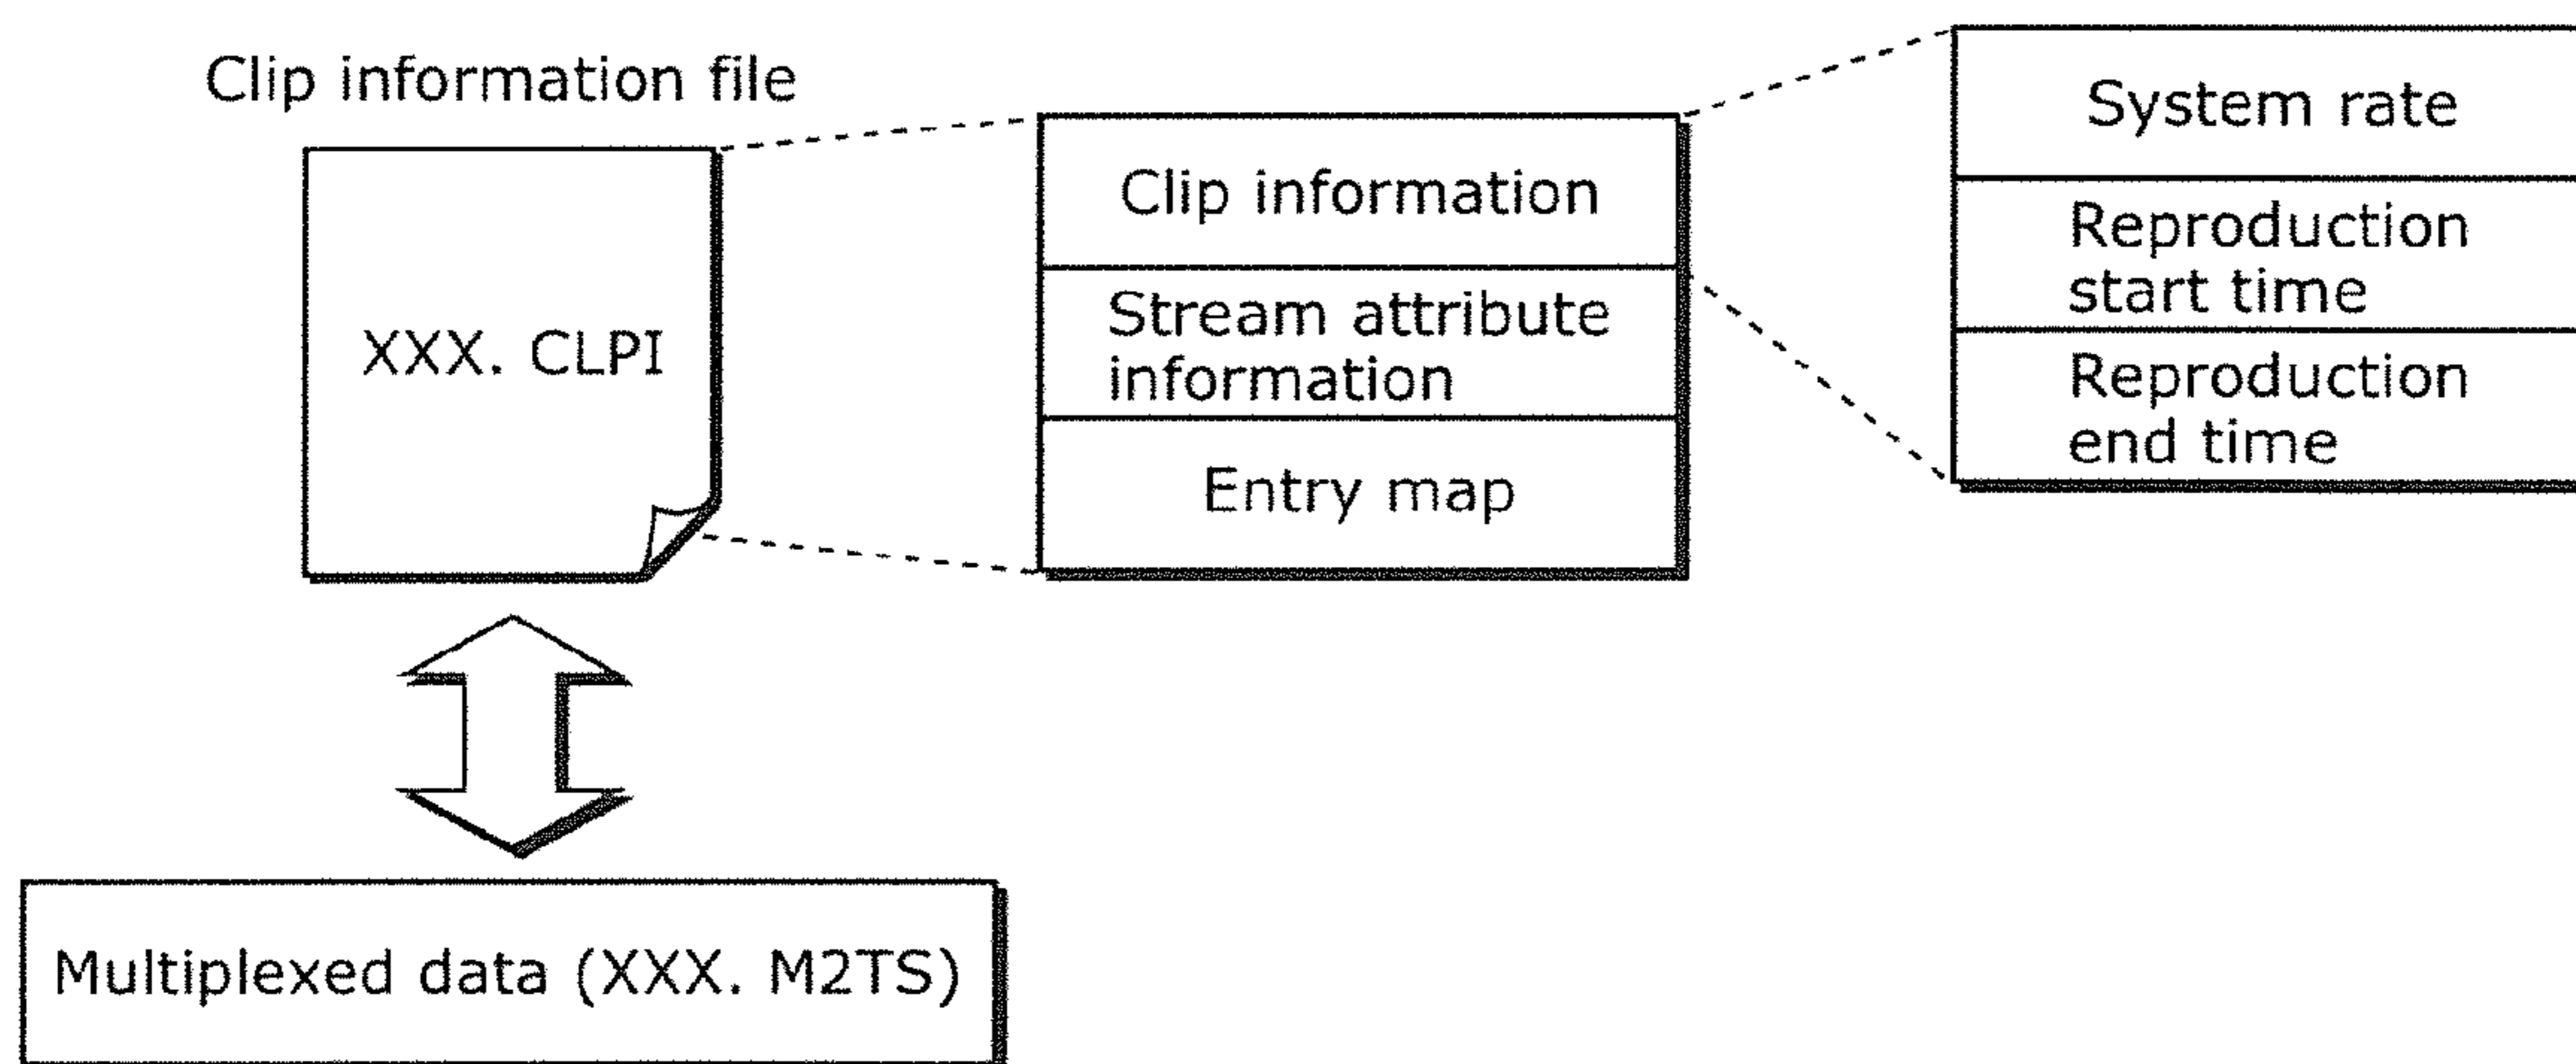 Clip information file
XXX. CLPI
Clip information
Stream attribute
information
Entry map
System rate
Reproduction
start time
Reproduction
end time
Multiplexed data (XXX. M2TS)